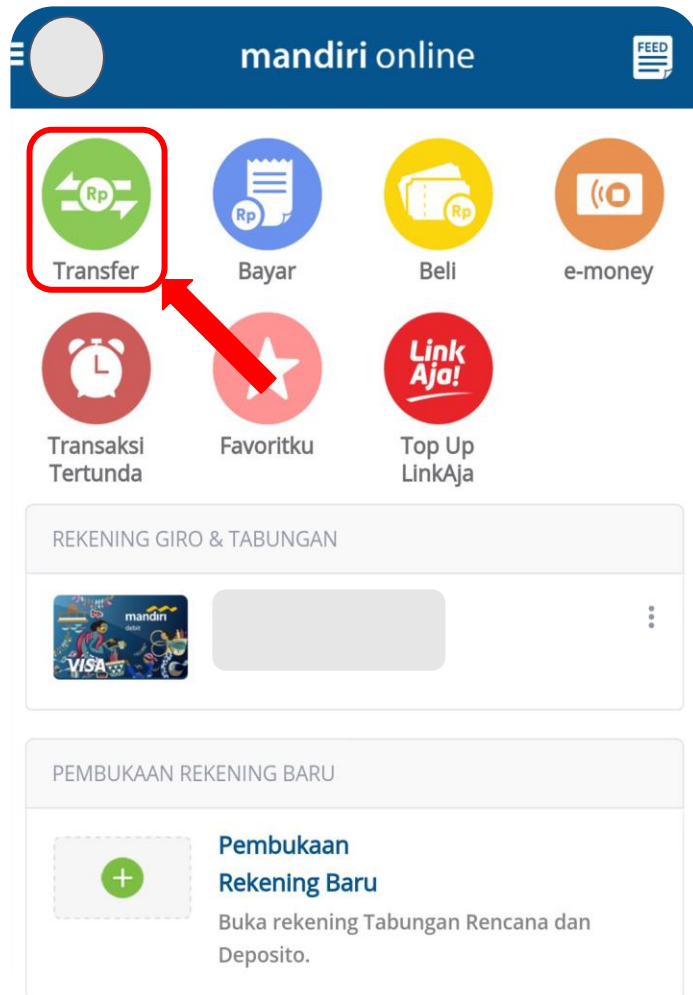 mandiri online
FEED
Rp
Rp
Rp
Transfer
Bayar
Beli
e-money
Link
Aja!
Transaksi
Tertunda
Favoritku
Top Up
LinkAja
REKENING GIRO & TABUNGAN
mandiri
debit
VISA
PEMBUKAAN REKENING BARU
Pembukaan
Rekening Baru
Buka rekening Tabungan Rencana dan
Deposito.